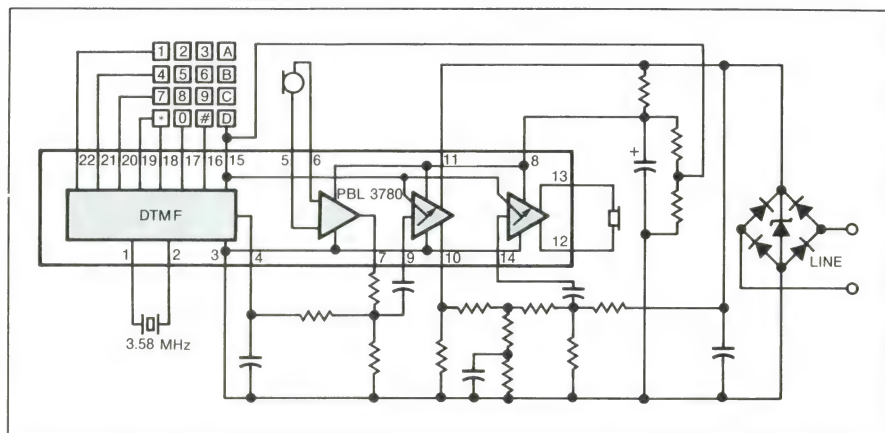 1 2 3 A
4 5 6 B
7 8 9 C
* 0 # D
22 21 20 19 18 17 16 15 5 6 11 8
13
PBL 3780
DTMF
12
1 2 3 4 7 9 10 14
LINE
3.58 MHz